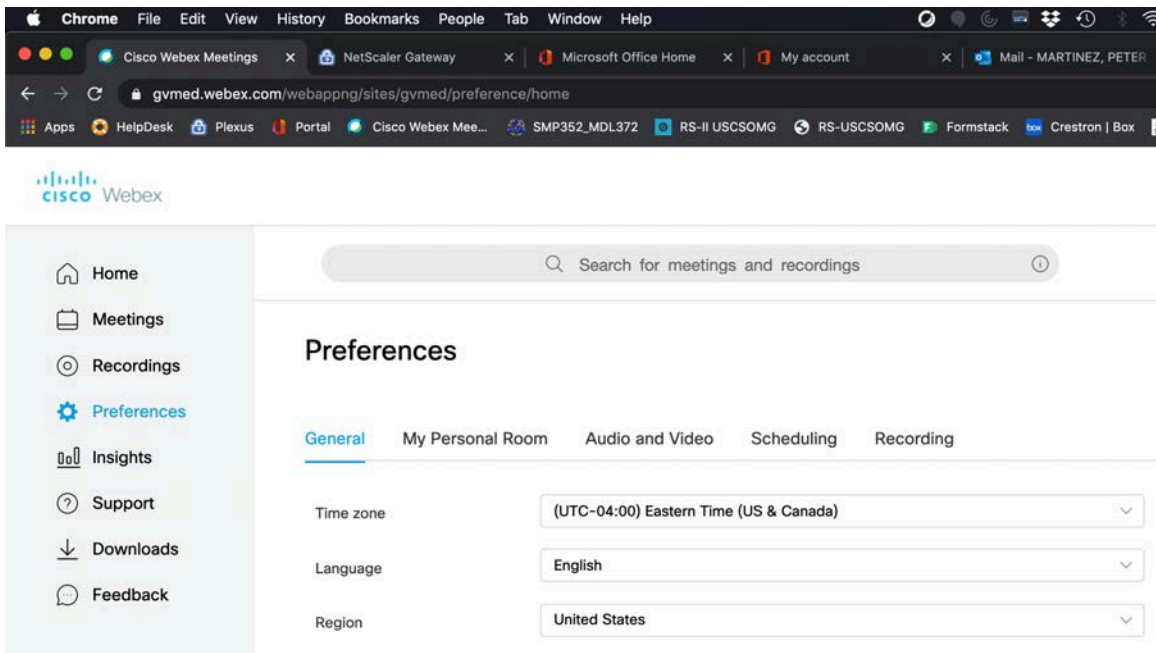 Chrome File Edit View History Bookmarks People Tab Window Help
Cisco Webex Meetings NetScaler Gateway Microsoft Office Home My account Mail - MARTINEZ, PETER
gvmed.webex.com/webappng/sites/gvmed/preference/home
Apps HelpDesk Plexus Portal Cisco Webex Mee... SMP352_MDL372 RS-II USCSOMG RS-USCSOMG Formstack box Crestron | Box
cisco Webex
Search for meetings and recordings
Home
Meetings
Recordings
Preferences
Insights
Support
Downloads
Feedback
Preferences
General My Personal Room Audio and Video Scheduling Recording
Time zone (UTC-04:00) Eastern Time (US & Canada)
Language English
Region United States